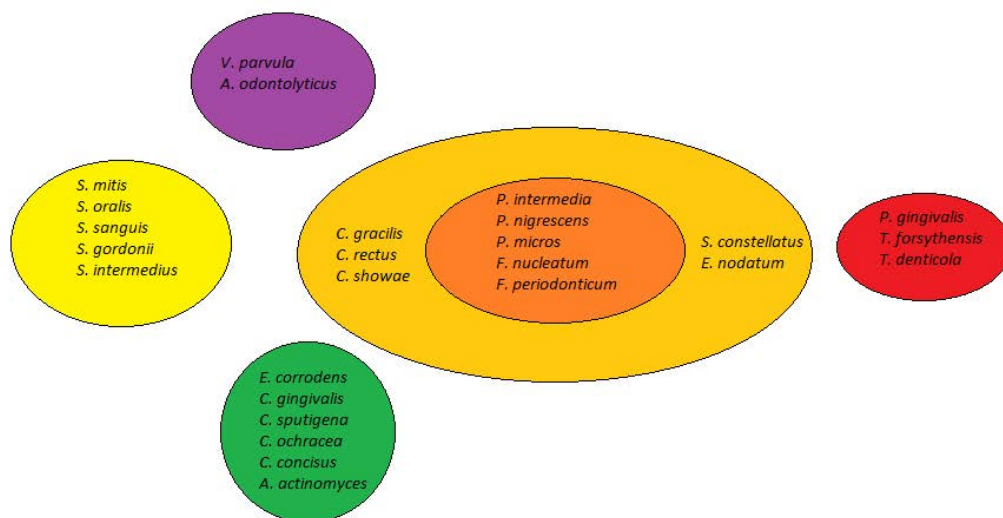 V. parvula
A. odontolyticus
S. mitis
S. oralis
S. sanguis
S. gordonii
S. intermedius
C. gracilis
C. rectus
C. showae
P. intermedia
P. nigrescens
P. micros
F. nucleatum
F. periodonticum
S. constellatus
E. nodatum
P. gingivalis
T. forsythensis
T. denticola
E. corrodens
C. gingivalis
C. sputigena
C. ochracea
C. concisus
A. actinomyces